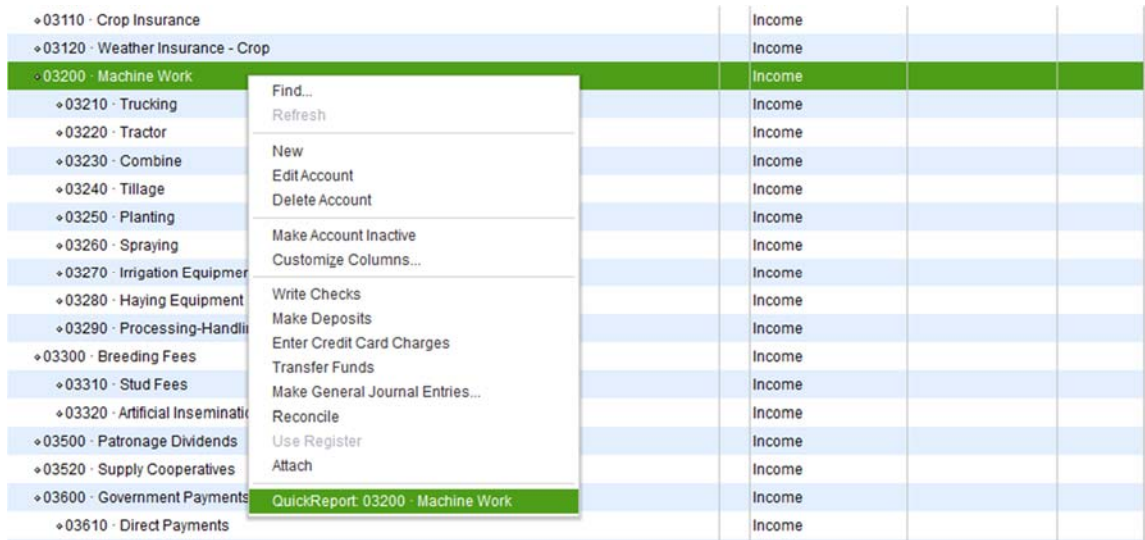 03110 · Crop Insurance Income
03120 · Weather Insurance - Crop Income
03200 · Machine Work Income
03210 · Trucking Income
03220 · Tractor Income
03230 · Combine Income
03240 · Tillage Income
03250 · Planting Income
03260 · Spraying Income
03270 · Irrigation Equipmen Income
03280 · Haying Equipment Income
03290 · Processing-Handlin Income
03300 · Breeding Fees Income
03310 · Stud Fees Income
03320 · Artificial Inseminatio Income
03500 · Patronage Dividends Income
03520 · Supply Cooperatives Income
03600 · Government Payments Income
03610 · Direct Payments Income
Find...
Refresh
New
Edit Account
Delete Account
Make Account Inactive
Customize Columns...
Write Checks
Make Deposits
Enter Credit Card Charges
Transfer Funds
Make General Journal Entries...
Reconcile
Use Register
Attach
QuickReport: 03200 · Machine Work